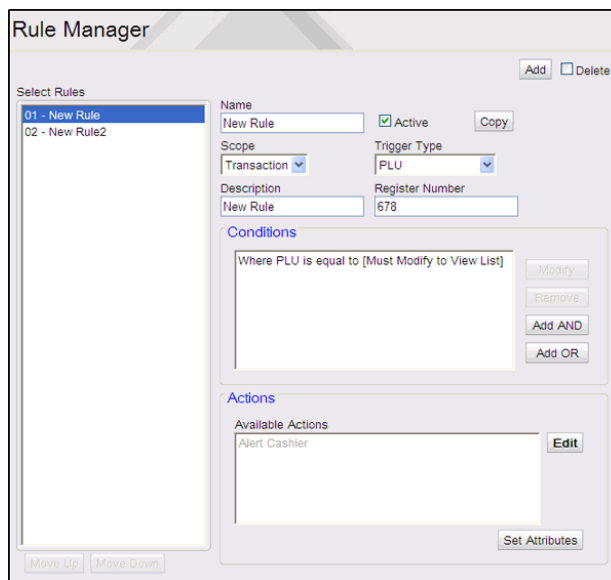 Rule Manager
Add Delete
Select Rules
01 - New Rule
02 - New Rule2
Move Up Move Down
Name
New Rule Active Copy
Scope Trigger Type
Transaction PLU
Description Register Number
New Rule 678
Conditions
Where PLU is equal to [Must Modify to View List]
Modify
Remove
Add AND
Add OR
Actions
Available Actions
Alert Cashier
Edit
Set Attributes